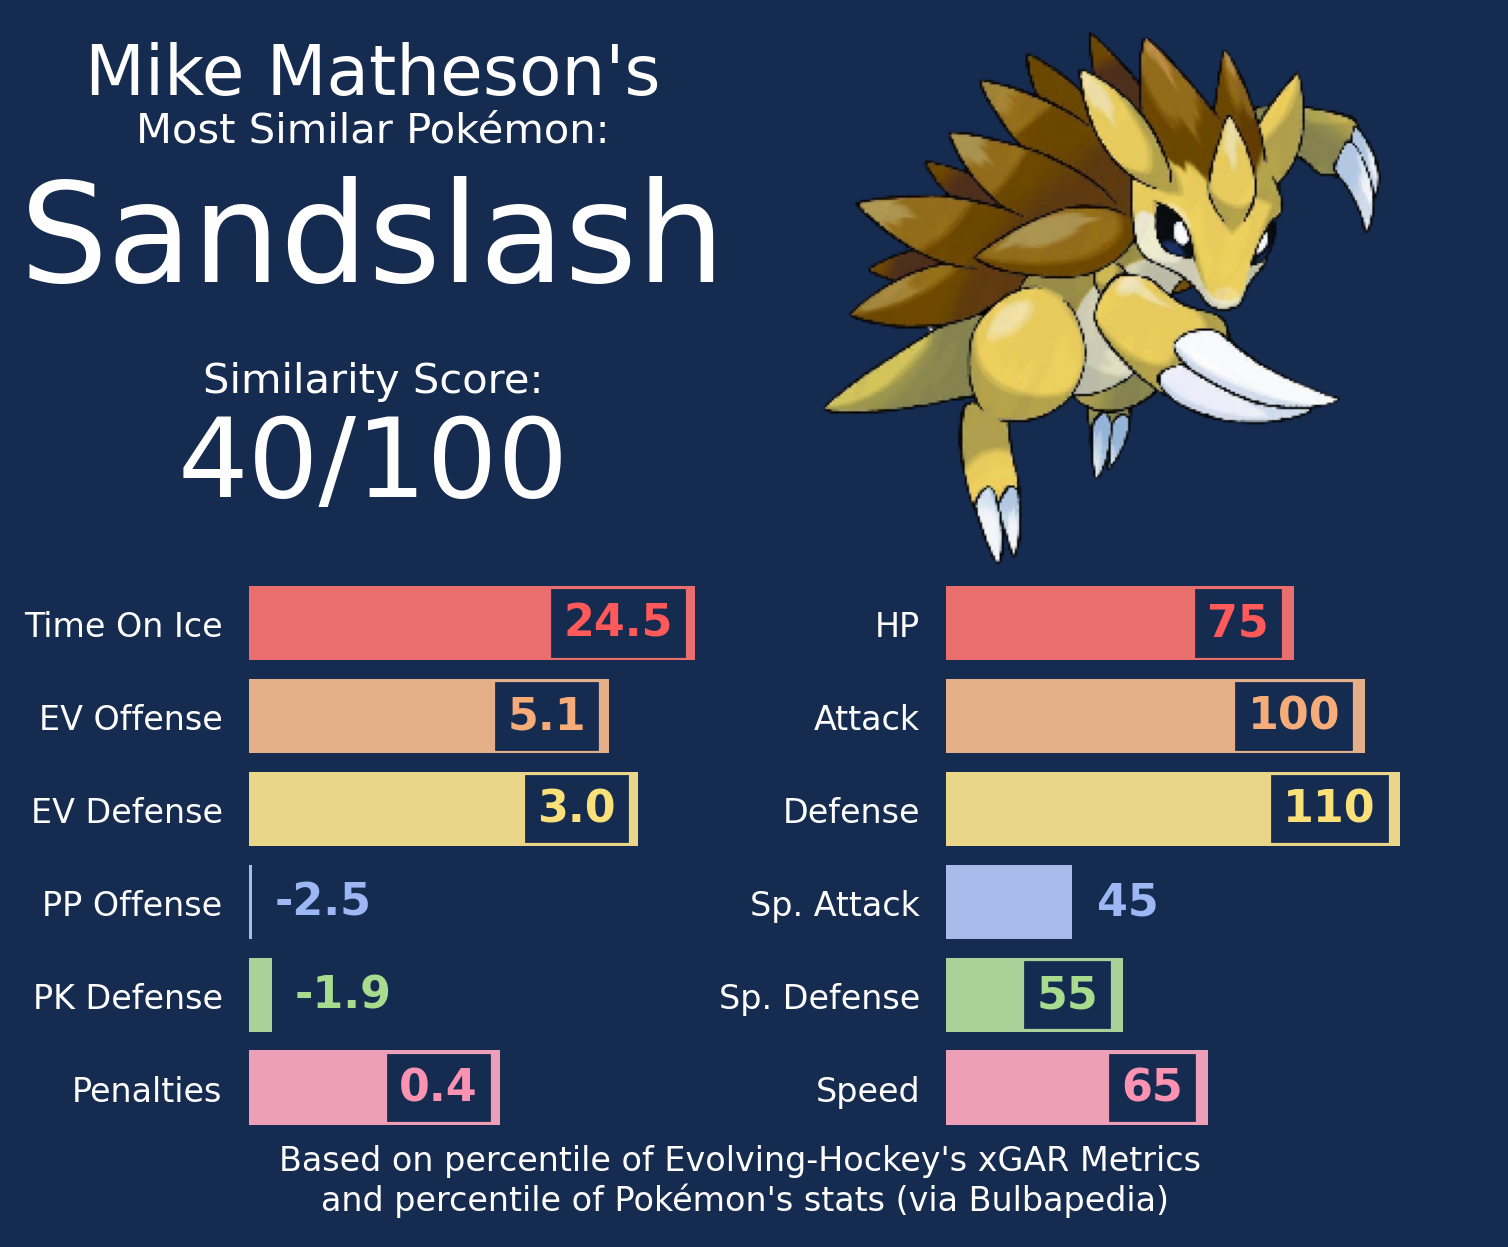 Mike Matheson's
Most Similar Pokémon:
Sandslash
Similarity Score:
40/100
Time On Ice 24.5
EV Offense 5.1
EV Defense 3.0
PP Offense -2.5
PK Defense -1.9
Penalties 0.4
HP 75
Attack 100
Defense 110
Sp. Attack 45
Sp. Defense 55
Speed 65
Based on percentile of Evolving-Hockey's xGAR Metrics
and percentile of Pokémon's stats (via Bulbapedia)